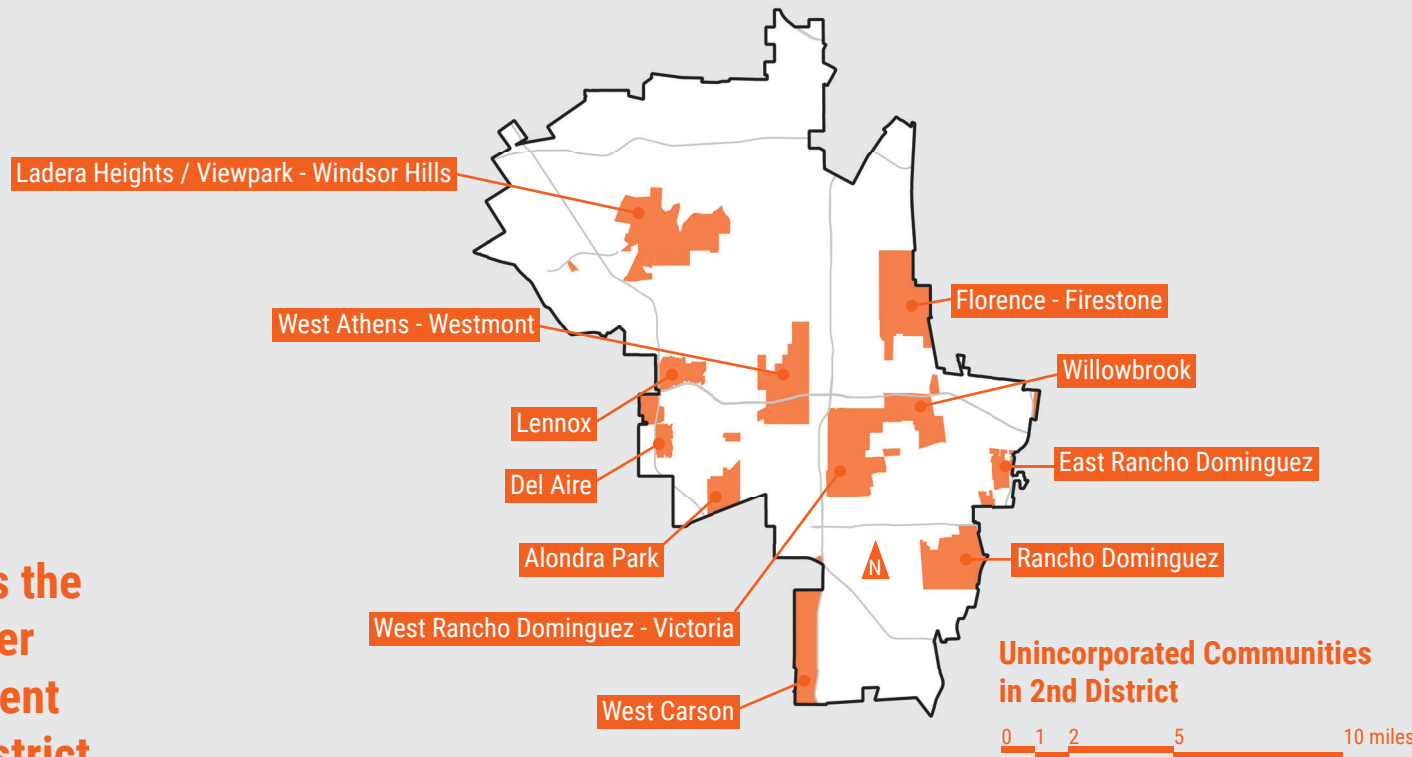 Ladera Heights / Viewpark - Windsor Hills
West Athens - Westmont
Florence - Firestone
Willowbrook
Lennox
East Rancho Dominguez
Del Aire
Alondra Park
Rancho Dominguez
N
West Rancho Dominguez - Victoria
West Carson
s the
er
ent
strict
Unincorporated Communities
in 2nd District
0 1 2 5 10 miles